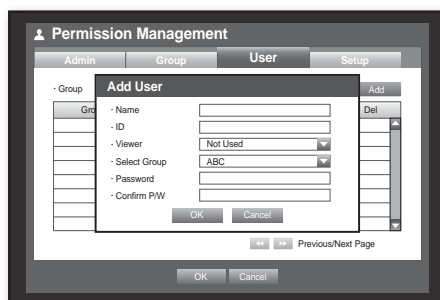 Permission Management
Admin Group User Setup
· Group Add
Add User
Gro Del
· Name
· ID
· Viewer Not Used
· Select Group ABC
· Password
· Confirm P/W
OK Cancel
Previous/Next Page
OK Cancel